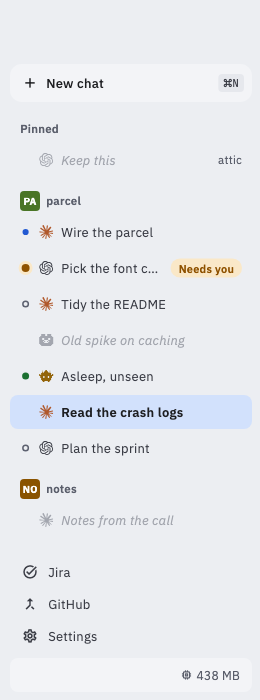 New chat ⌘N
Pinned
Keep this attic
PA parcel
Wire the parcel
Pick the font c... Needs you
Tidy the README
Old spike on caching
Asleep, unseen
Read the crash logs
Plan the sprint
NO notes
Notes from the call
Jira
GitHub
Settings
438 MB